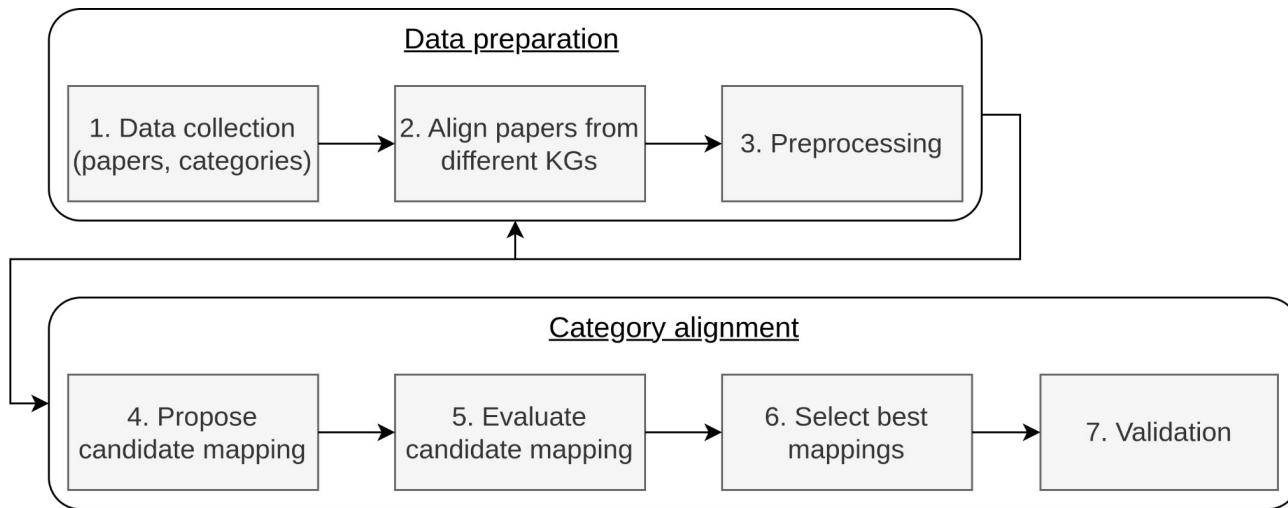 Data preparation
1. Data collection
(papers, categories)
2. Align papers from
different KGs
3. Preprocessing
Category alignment
4. Propose
candidate mapping
5. Evaluate
candidate mapping
6. Select best
mappings
7. Validation